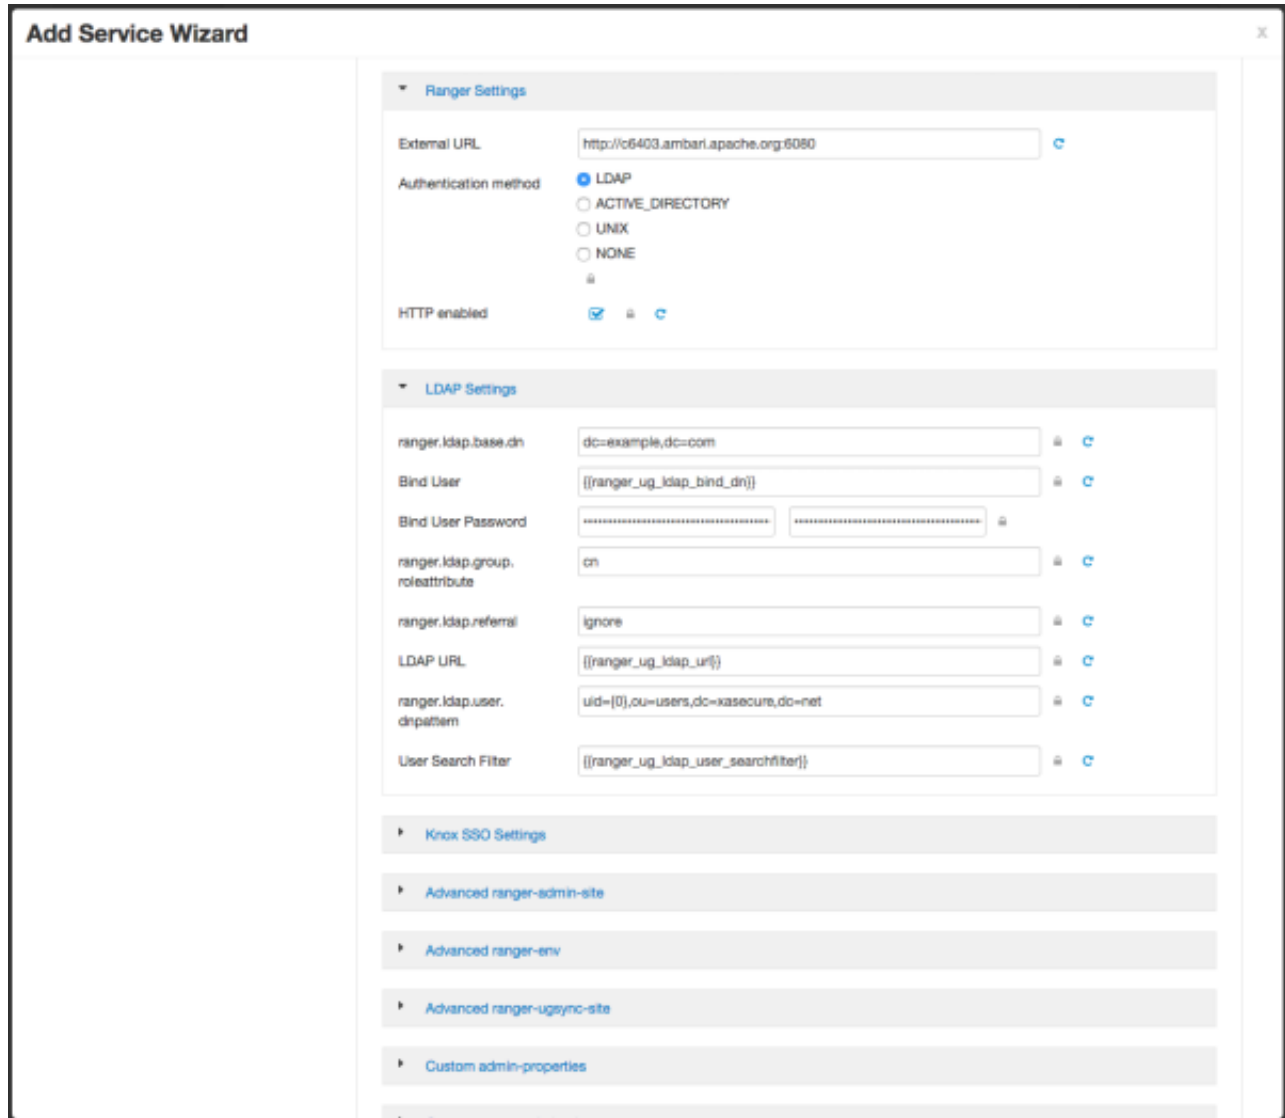 Add Service Wizard
x
Ranger Settings
External URL
http://c6403.ambari.apache.org:6080
Authentication method
LDAP
ACTIVE_DIRECTORY
UNIX
NONE
HTTP enabled
LDAP Settings
ranger.ldap.base.dn
dc=example,dc=com
Bind User
{{ranger_ug_ldap_bind_dn}}
Bind User Password
ranger.ldap.group.
roleattribute
cn
ranger.ldap.referral
ignore
LDAP URL
{{ranger_ug_ldap_url}}
ranger.ldap.user.
dnpattern
uid={0},ou=users,dc=xasecure,dc=net
User Search Filter
{{ranger_ug_ldap_user_searchfilter}}
Knox SSO Settings
Advanced ranger-admin-site
Advanced ranger-env
Advanced ranger-ugsync-site
Custom admin-properties